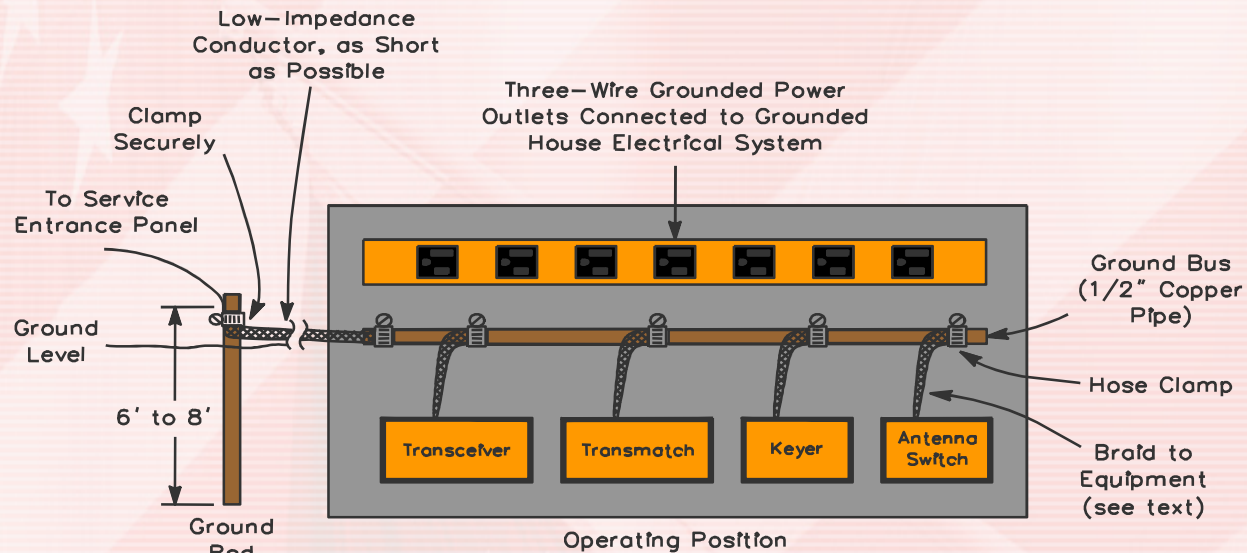 Low-Impedance
Conductor, as Short
as Possible
Three-Wire Grounded Power
Outlets Connected to Grounded
House Electrical System
Clamp
Securely
To Service
Entrance Panel
Ground Bus
(1/2" Copper
Pipe)
Ground
Level
Hose Clamp
6' to 8'
Transceiver
Transmatch
Keyer
Antenna
Switch
Braid to
Equipment
(see text)
Ground
Rod
Operating Position